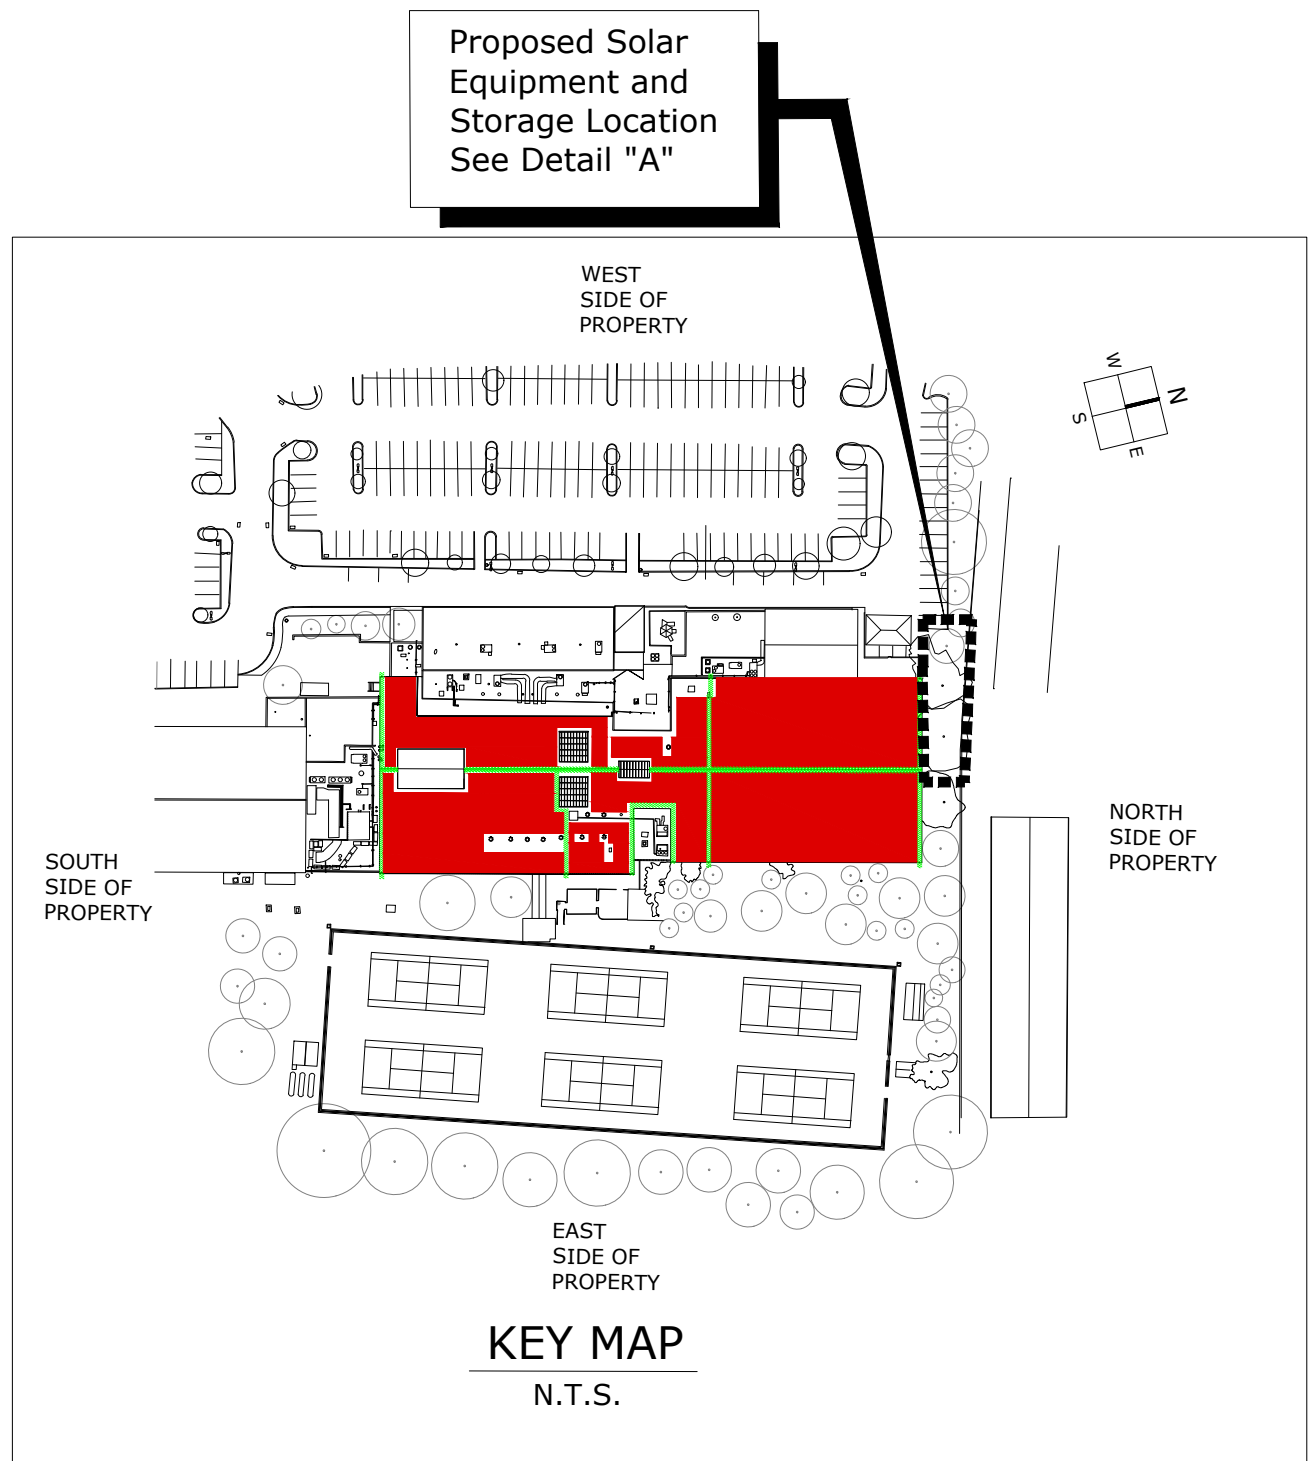 Proposed Solar
Equipment and
Storage Location
See Detail "A"
WEST
SIDE OF
PROPERTY
W
N
S
E
NORTH
SIDE OF
PROPERTY
SOUTH
SIDE OF
PROPERTY
EAST
SIDE OF
PROPERTY
KEY MAP
N.T.S.